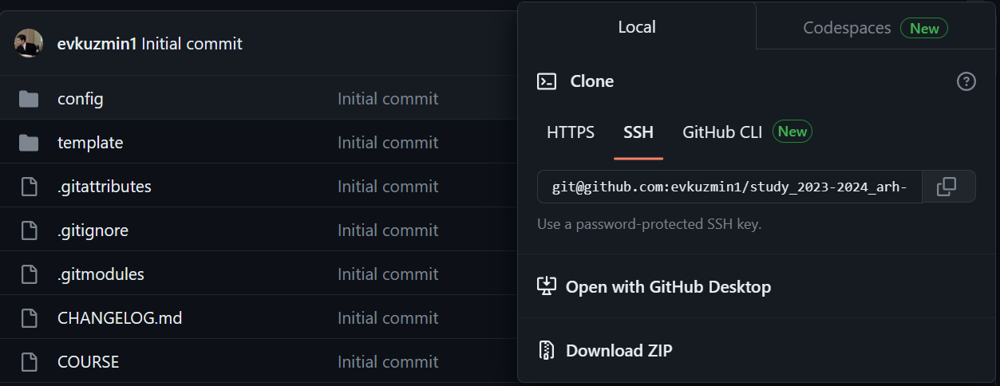 evkuzmin1 Initial commit
config Initial commit
template Initial commit
.gitattributes Initial commit
.gitignore Initial commit
.gitmodules Initial commit
CHANGELOG.md Initial commit
COURSE Initial commit
Local Codespaces New
Clone
HTTPS SSH GitHub CLI New
git@github.com:evkuzmin1/study_2023-2024_arh-
Use a password-protected SSH key.
Open with GitHub Desktop
Download ZIP